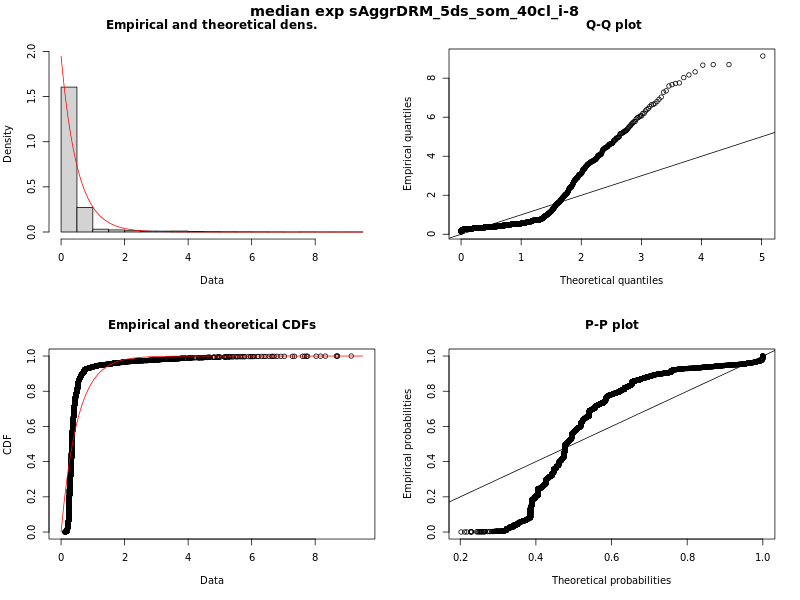 median exp sAggrDRM_5ds_som_40cl_i-8
Empirical and theoretical dens.
Density
0.0 0.5 1.0 1.5 2.0
0 2 4 6 8
Data
Q-Q plot
Empirical quantiles
0 2 4 6 8
0 1 2 3 4 5
Theoretical quantiles
Empirical and theoretical CDFs
CDF
0.0 0.2 0.4 0.6 0.8 1.0
0 2 4 6 8
Data
P-P plot
Empirical probabilities
0.0 0.2 0.4 0.6 0.8 1.0
0.2 0.4 0.6 0.8 1.0
Theoretical probabilities